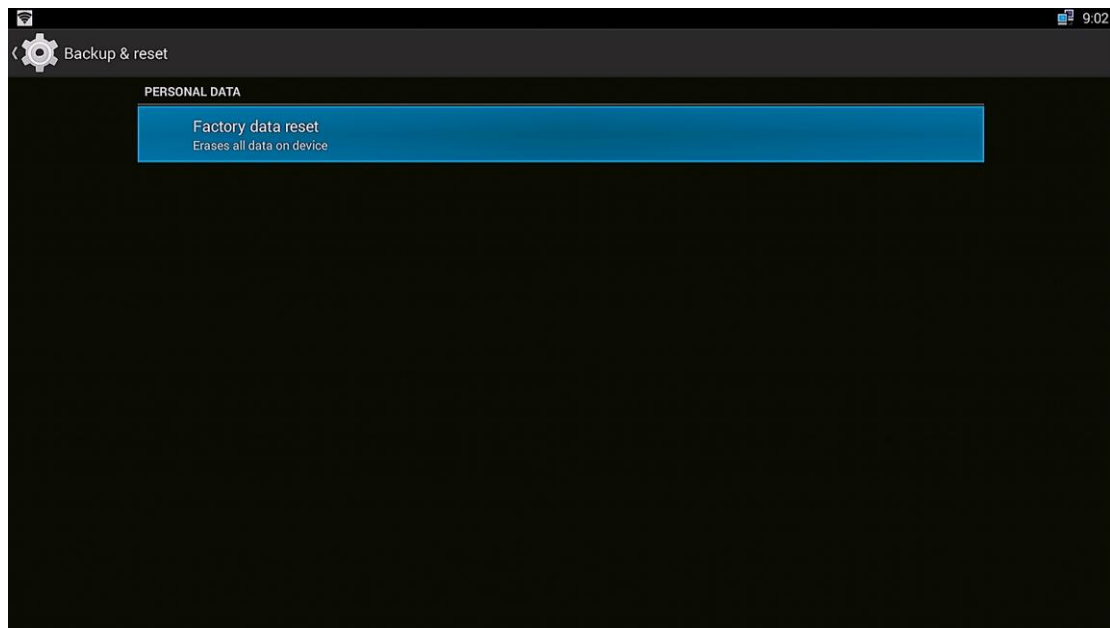 9:02
Backup & reset
PERSONAL DATA
Factory data reset
Erases all data on device